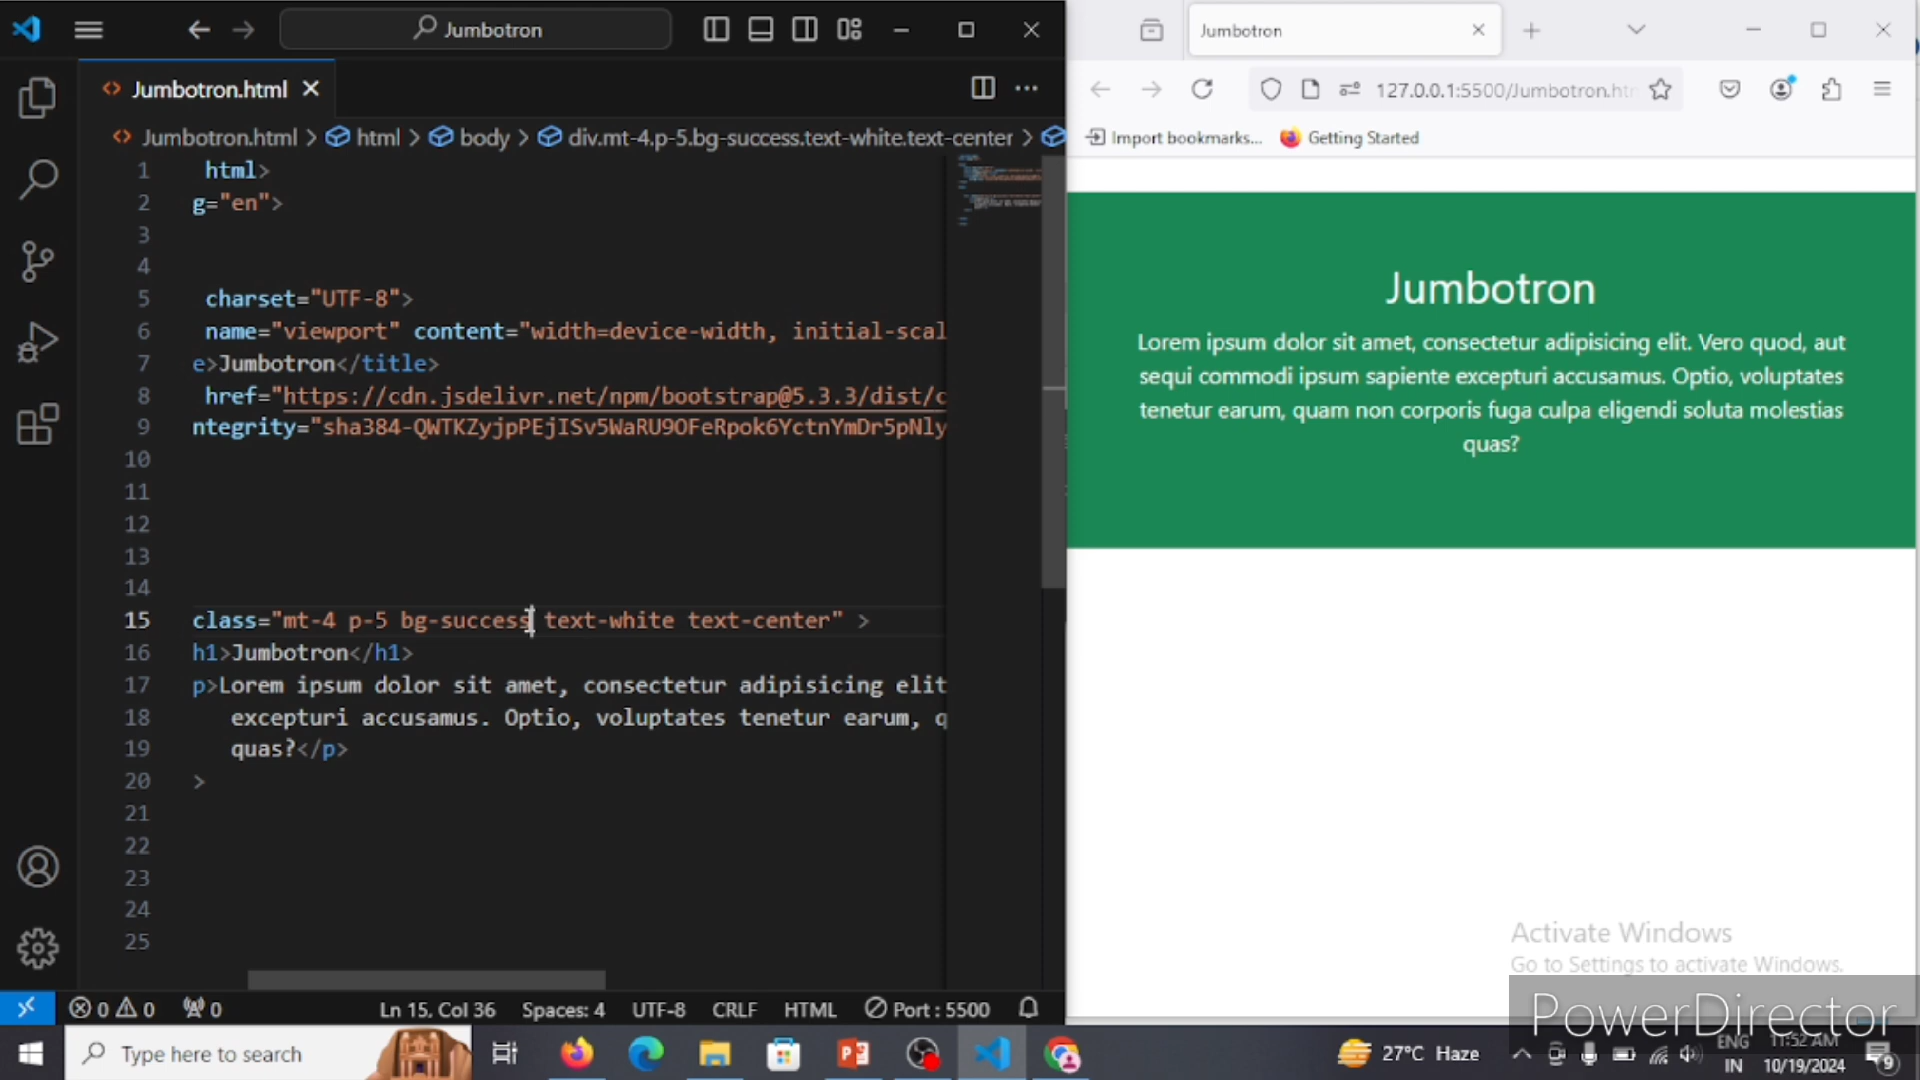 Jumbotron
Jumbotron.html
Jumbotron.html > html > body > div.mt-4.p-5.bg-success.text-white.text-center >
1 html>
2 g="en">
3
4
5 charset="UTF-8">
6 name="viewport" content="width=device-width, initial-scal
7 e>Jumbotron</title>
8 href="https://cdn.jsdelivr.net/npm/bootstrap@5.3.3/dist/c
9 ntegrity="sha384-QWTKZyjpPEjISv5WaRU9OFeRpok6YctnYmDr5pNly
10
11
12
13
14
15 class="mt-4 p-5 bg-success text-white text-center" >
16 h1>Jumbotron</h1>
17 p>Lorem ipsum dolor sit amet, consectetur adipisicing elit
18 excepturi accusamus. Optio, voluptates tenetur earum, q
19 quas?</p>
20 >
21
22
23
24
25
0 0 0 Ln 15, Col 36 Spaces: 4 UTF-8 CRLF HTML Port : 5500
Jumbotron
127.0.0.1:5500/Jumbotron.ht
Import bookmarks... Getting Started
Jumbotron
Lorem ipsum dolor sit amet, consectetur adipisicing elit. Vero quod, aut
sequi commodi ipsum sapiente excepturi accusamus. Optio, voluptates
tenetur earum, quam non corporis fuga culpa eligendi soluta molestias
quas?
Activate Windows
Go to Settings to activate Windows.
PowerDirector
Type here to search
27°C Haze
ENG
IN
11:52 AM
10/19/2024
9